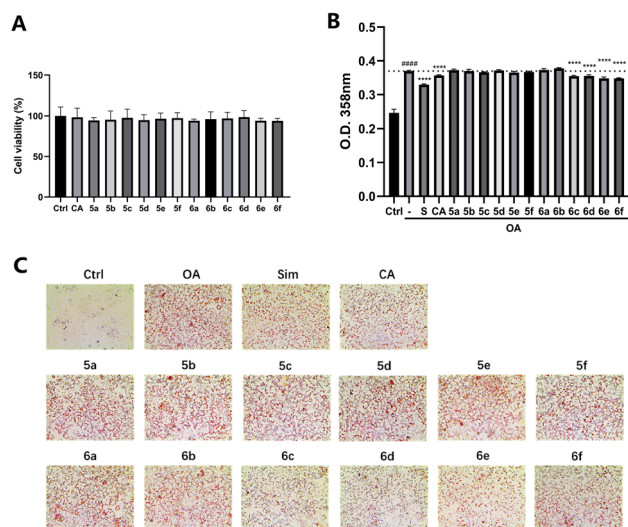 A
Cell viability (%)
150
100
50
0
Ctrl CA 5a 5b 5c 5d 5e 5f 6a 6b 6c 6d 6e 6f
B
O.D. 358nm
0.5
0.4
0.3
0.2
0.1
0.0
####
****
****
****
****
****
****
Ctrl - S CA 5a 5b 5c 5d 5e 5f 6a 6b 6c 6d 6e 6f
OA
C
Ctrl OA Sim CA
5a 5b 5c 5d 5e 5f
6a 6b 6c 6d 6e 6f